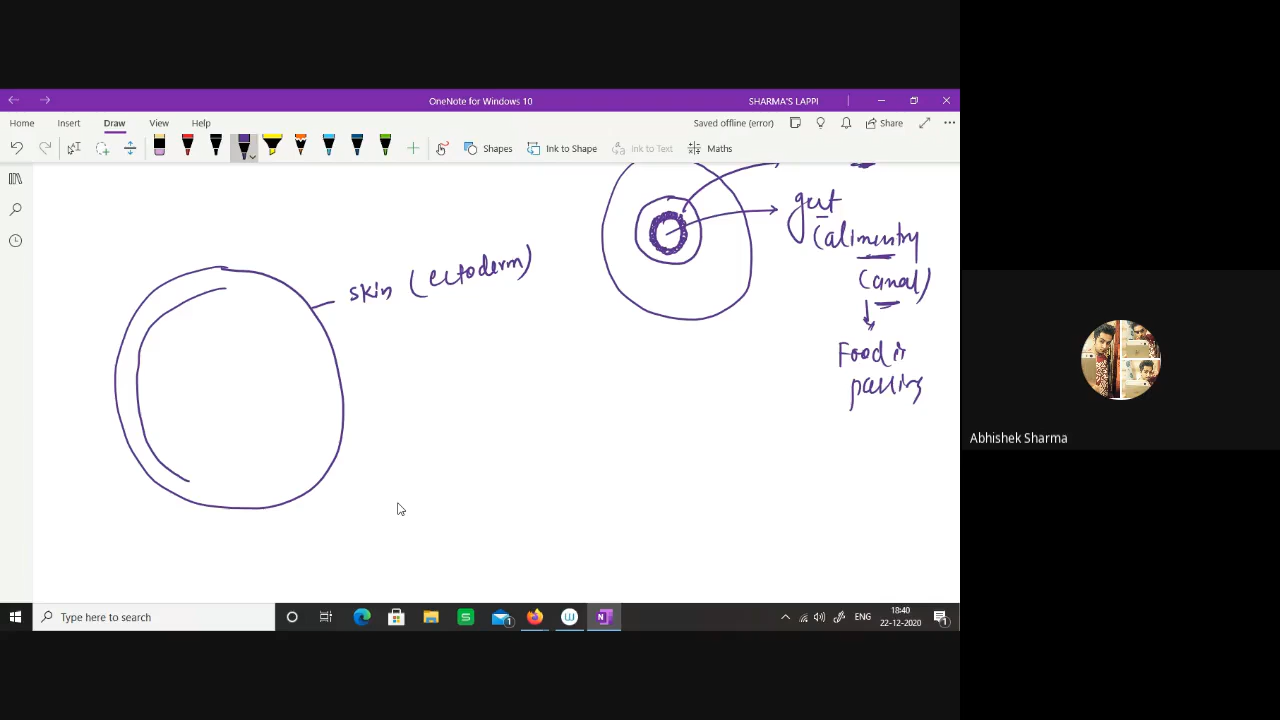 OneNote for Windows 10
SHARMA'S LAPPI
Home
Insert
Draw
View
Help
Saved offline (error)
Share
Shapes
Ink to Shape
Ink to Text
Maths
gut
(alimentry
canal)
skin (ectoderm)
Food is
passing
Abhishek Sharma
Type here to search
ENG
18:40
22-12-2020